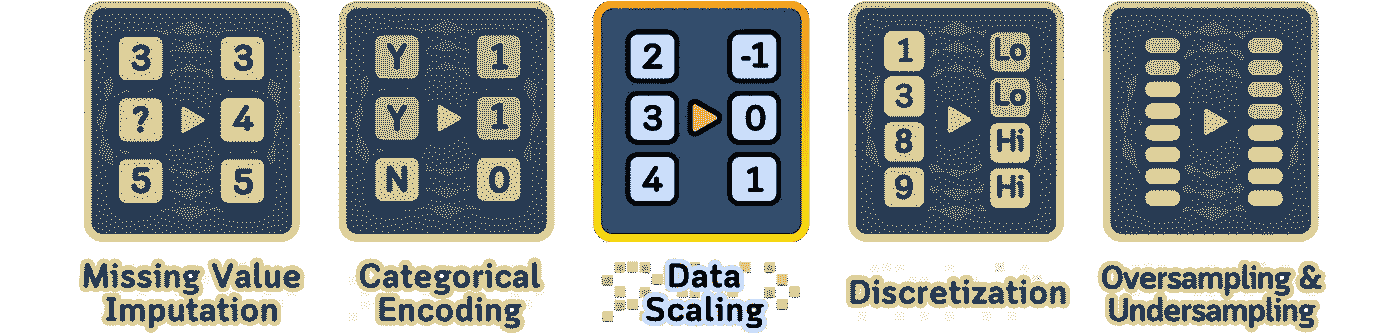 3 3
? 4
5 5
Missing Value
Imputation
Y 1
Y 1
N 0
Categorical
Encoding
2 -1
3 0
4 1
Data
Scaling
1 Lo
3 Lo
8 Hi
9 Hi
Discretization
Oversampling &
Undersampling